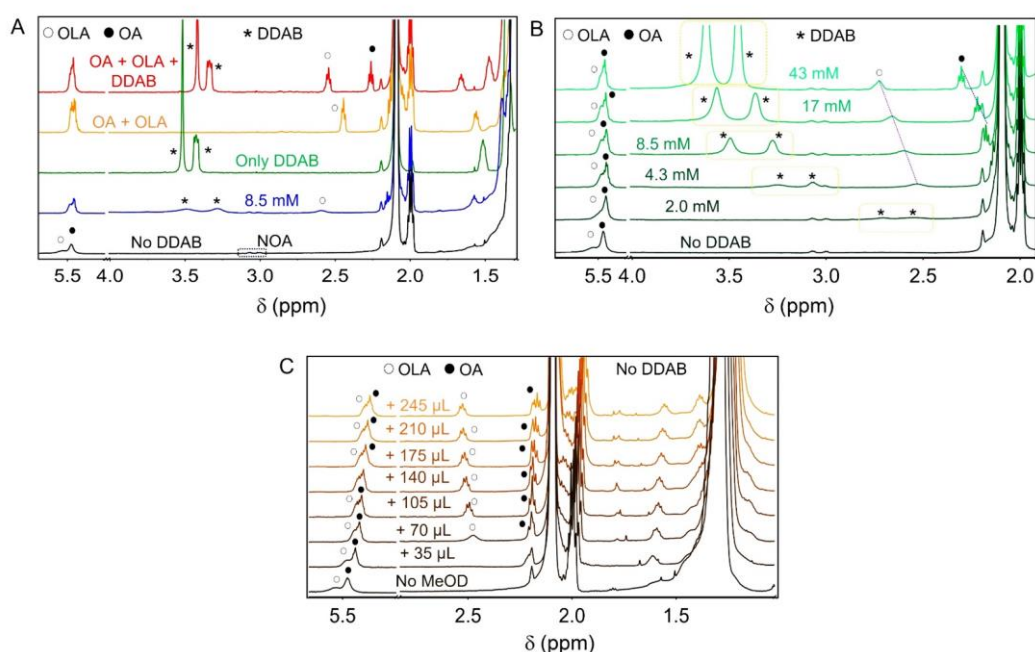 A
○ OLA ● OA * DDAB
OA + OLA +
DDAB
* * ○ ●
OA + OLA
○
Only DDAB
* *
8.5 mM
* * ○
No DDAB NOA
○ ●
5.5 4.0 3.5 3.0 2.5 2.0 1.5
δ (ppm)
B
○ OLA ● OA * DDAB
43 mM
○ ● * * ○ ●
17 mM
○ ● * *
8.5 mM
○ ● * *
4.3 mM
○ ● * *
2.0 mM
○ ● * *
No DDAB
○ ●
5.5 4.0 3.5 3.0 2.5 2.0
δ (ppm)
C
○ OLA ● OA No DDAB
○ ● + 245 µL ○ ●
○ ● + 210 µL ○ ●
○ ● + 175 µL ○ ●
+ 140 µL ○ ●
○ ● + 105 µL ○ ●
○ ● + 70 µL ○ ●
○ ● + 35 µL
○ ● No MeOD
5.5 2.5 2.0 1.5
δ (ppm)